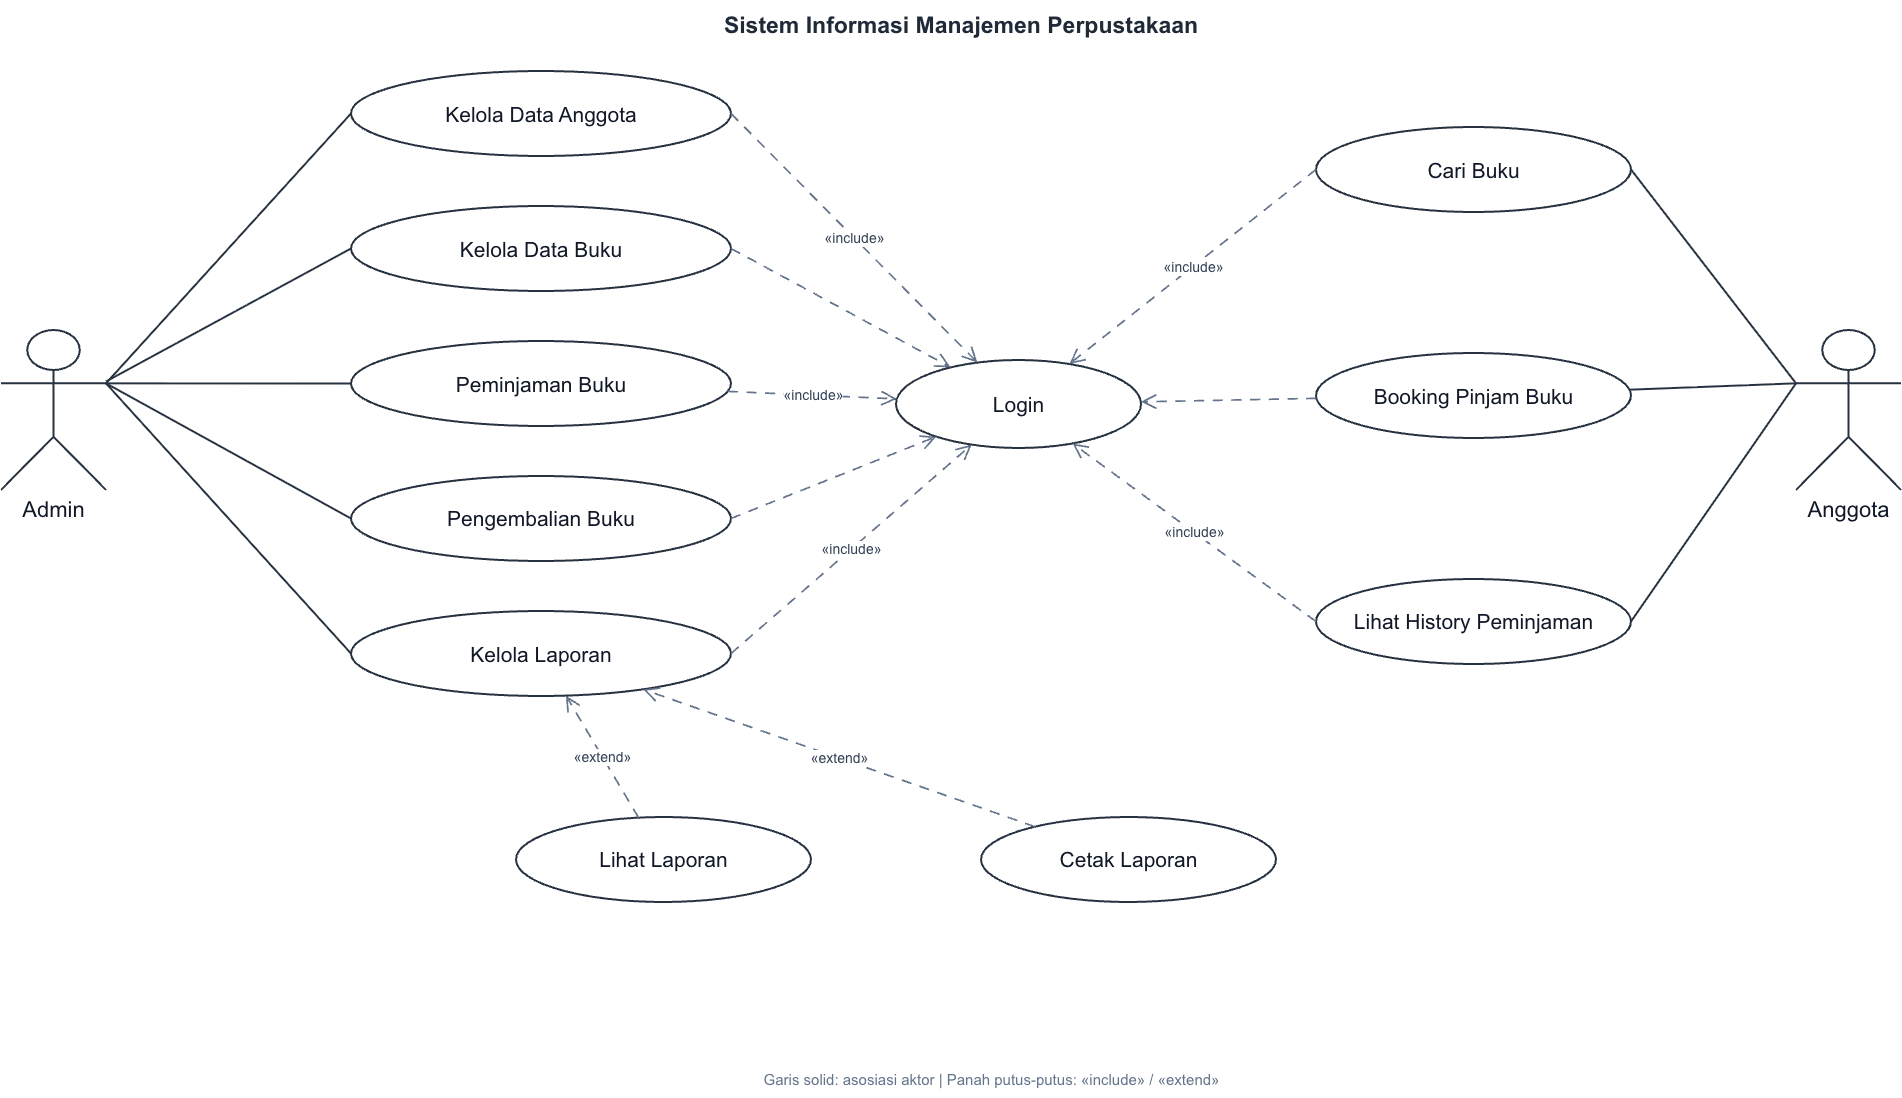 Sistem Informasi Manajemen Perpustakaan
Kelola Data Anggota
Cari Buku
«include»
Kelola Data Buku
«include»
Peminjaman Buku
«include»
Login
Booking Pinjam Buku
Admin
Anggota
Pengembalian Buku
«include»
«include»
Lihat History Peminjaman
Kelola Laporan
«extend»
«extend»
Lihat Laporan
Cetak Laporan
Garis solid: asosiasi aktor | Panah putus-putus: «include» / «extend»